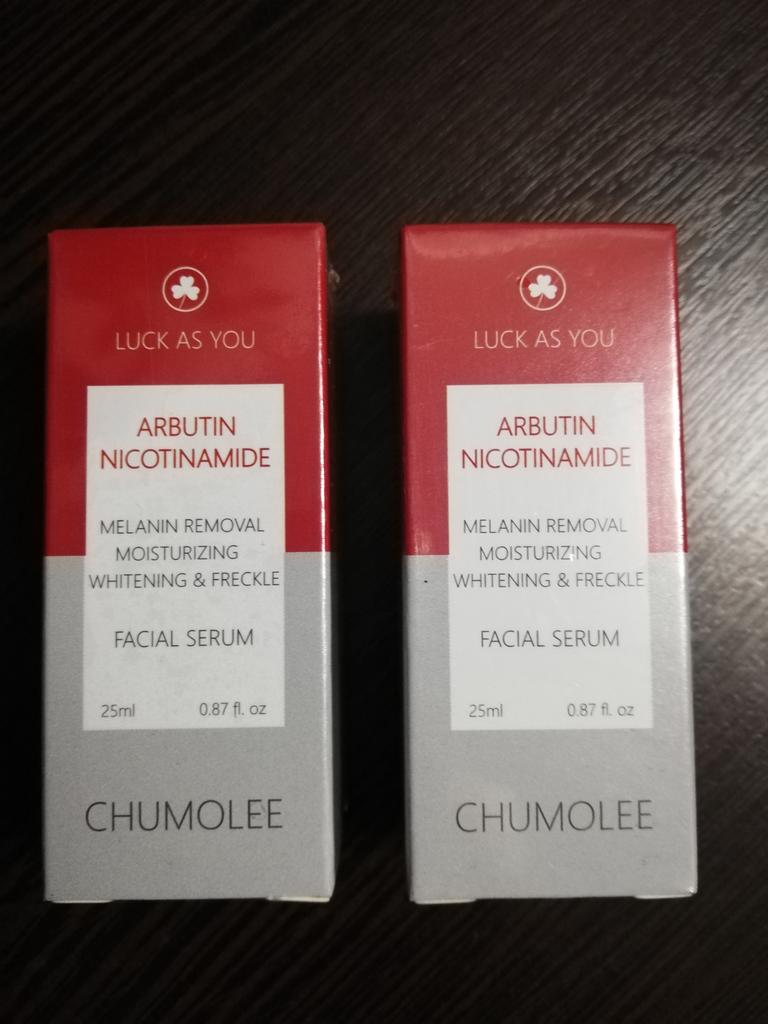 LUCK AS YOU
ARBUTIN
NICOTINAMIDE
MELANIN REMOVAL
MOISTURIZING
WHITENING & FRECKLE
FACIAL SERUM
25ml 0.87 fl. oz
CHUMOLEE
LUCK AS YOU
ARBUTIN
NICOTINAMIDE
MELANIN REMOVAL
MOISTURIZING
WHITENING & FRECKLE
FACIAL SERUM
25ml 0.87 fl. oz
CHUMOLEE